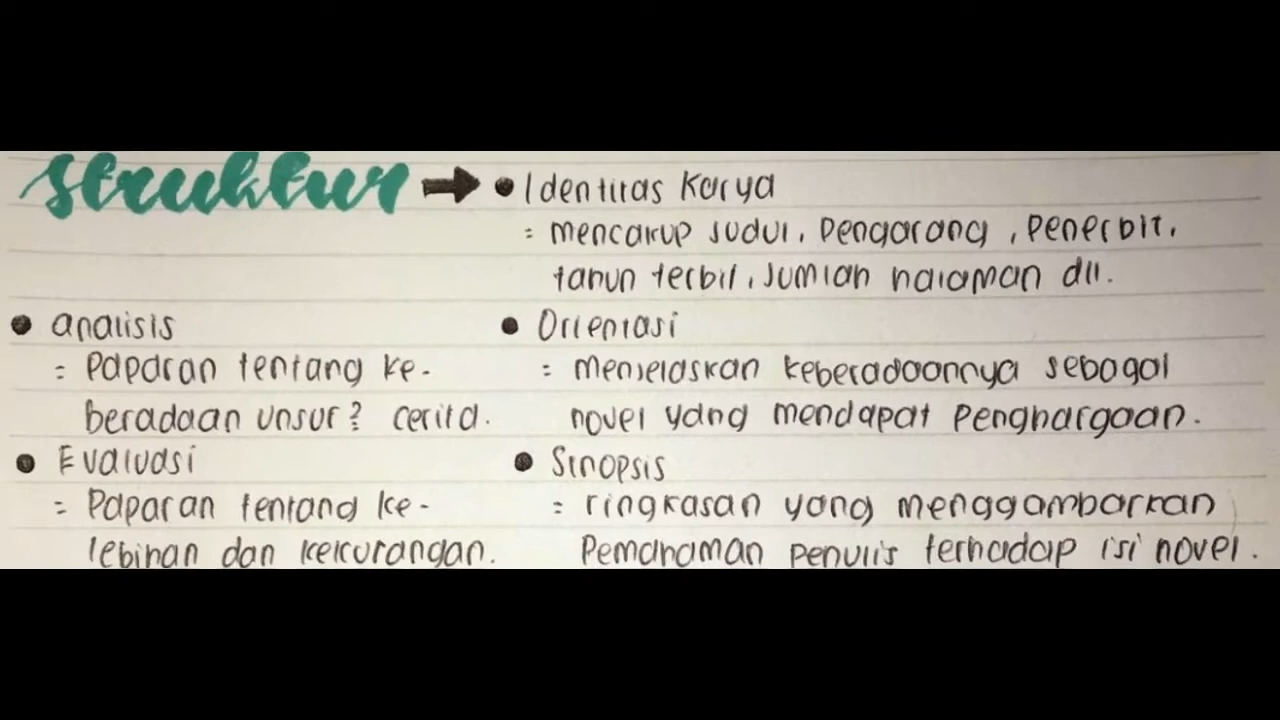 Struktur → • Identitas Karya
= mencakup judul, pengarang, penerbit,
tahun terbit, jumlah halaman dll.
• Orientasi
= menjelaskan keberadaannya sebagai
novel yang mendapat penghargaan.
• Sinopsis
= ringkasan yang menggambarkan
pemahaman penulis terhadap isi novel.
• analisis
= Paparan tentang ke-
beradaan unsur? cerita.
• Evaluasi
= Paparan tentang ke-
lebihan dan kekurangan.